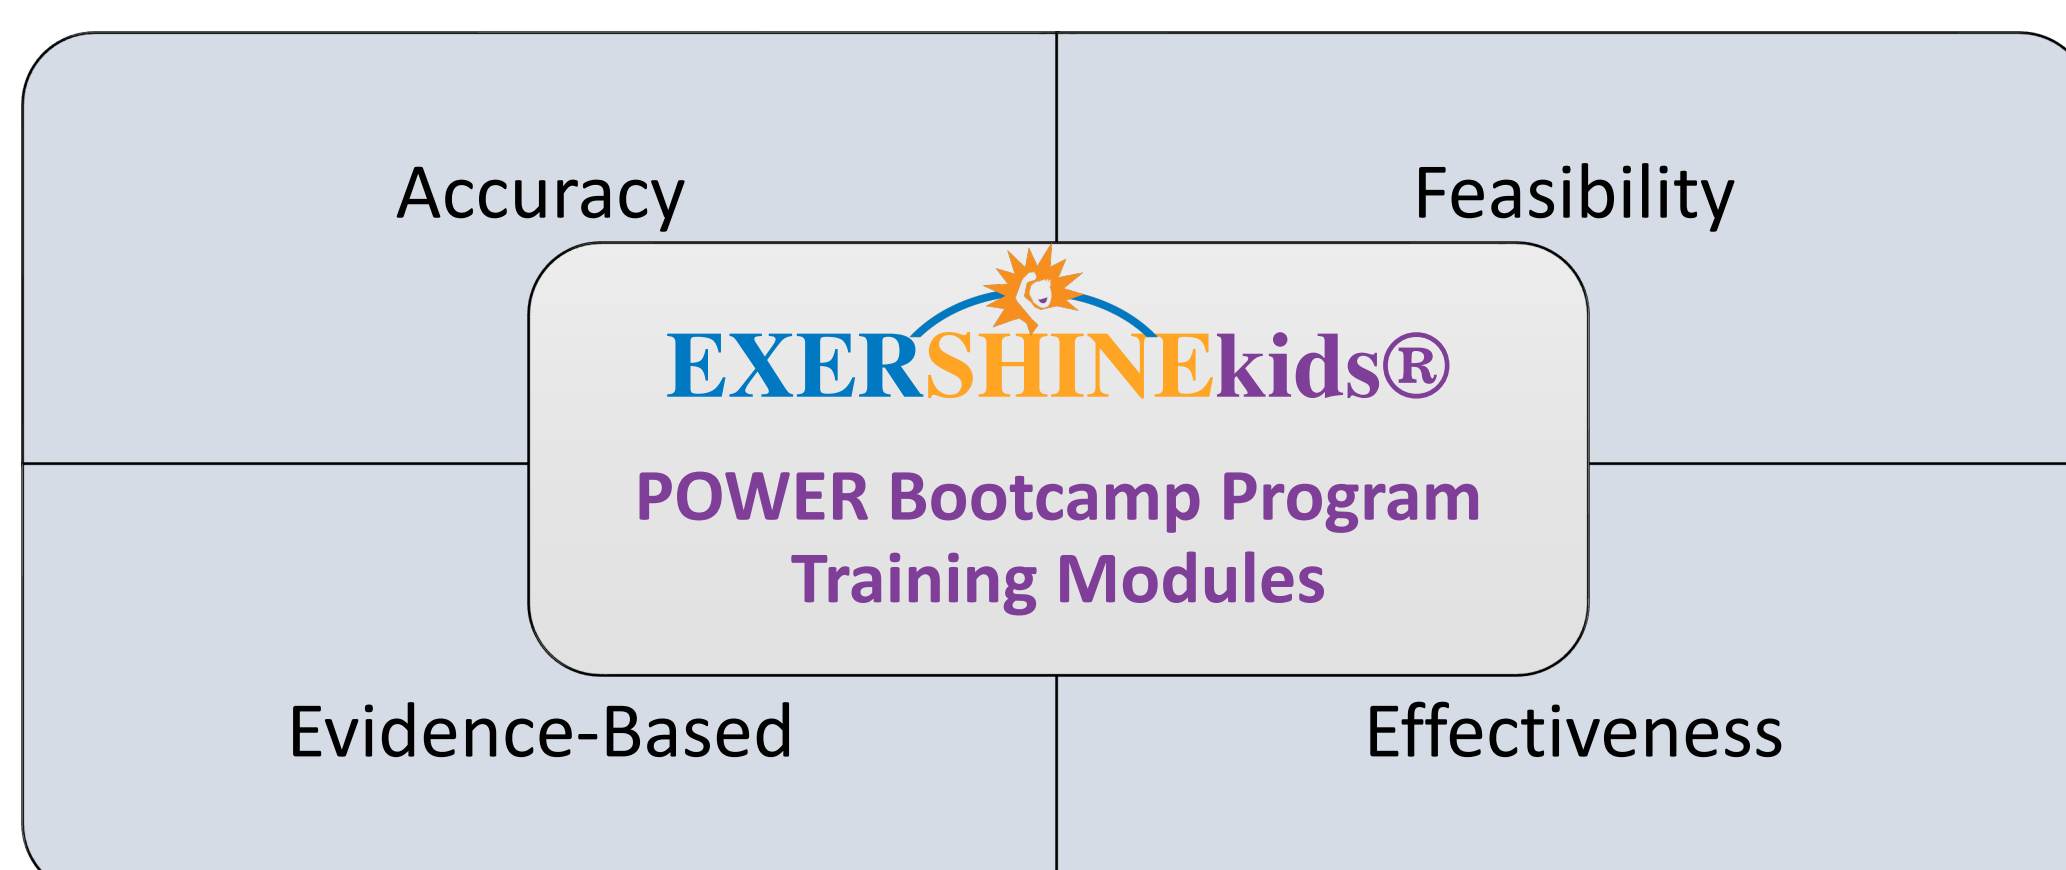 Accuracy
Feasibility
EXERSHINEkids®
POWER Bootcamp Program
Training Modules
Evidence-Based
Effectiveness